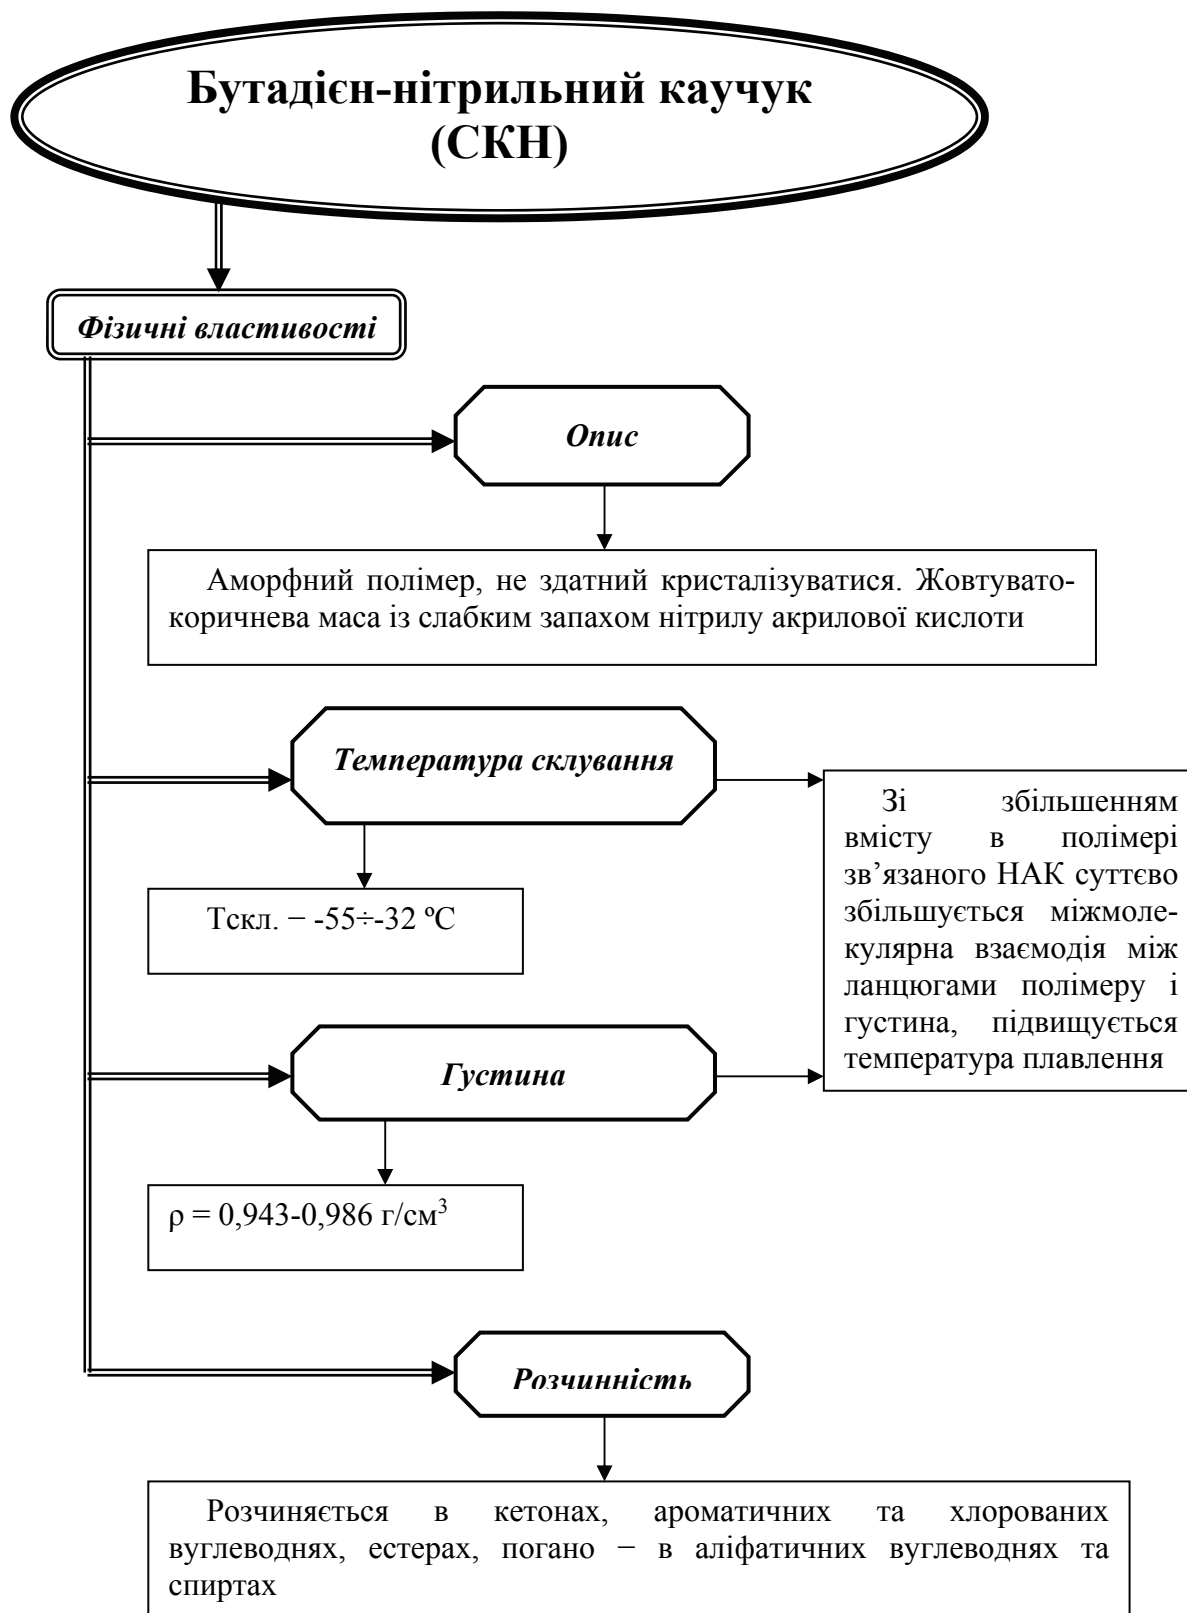 Бутадієн-нітрильний каучук
(СКН)
Фізичні властивості
Опис
Аморфний полімер, не здатний кристалізуватися. Жовтувато-
коричнева маса із слабким запахом нітрилу акрилової кислоти
Температура склування
Зі збільшенням
вмісту в полімері
зв’язаного НАК суттєво
збільшується міжмоле-
кулярна взаємодія між
ланцюгами полімеру і
густина, підвищується
температура плавлення
Тскл. − -55÷-32 ºС
Густина
ρ = 0,943-0,986 г/см³
Розчинність
Розчиняється в кетонах, ароматичних та хлорованих
вуглеводнях, естерах, погано − в аліфатичних вуглеводнях та
спиртах